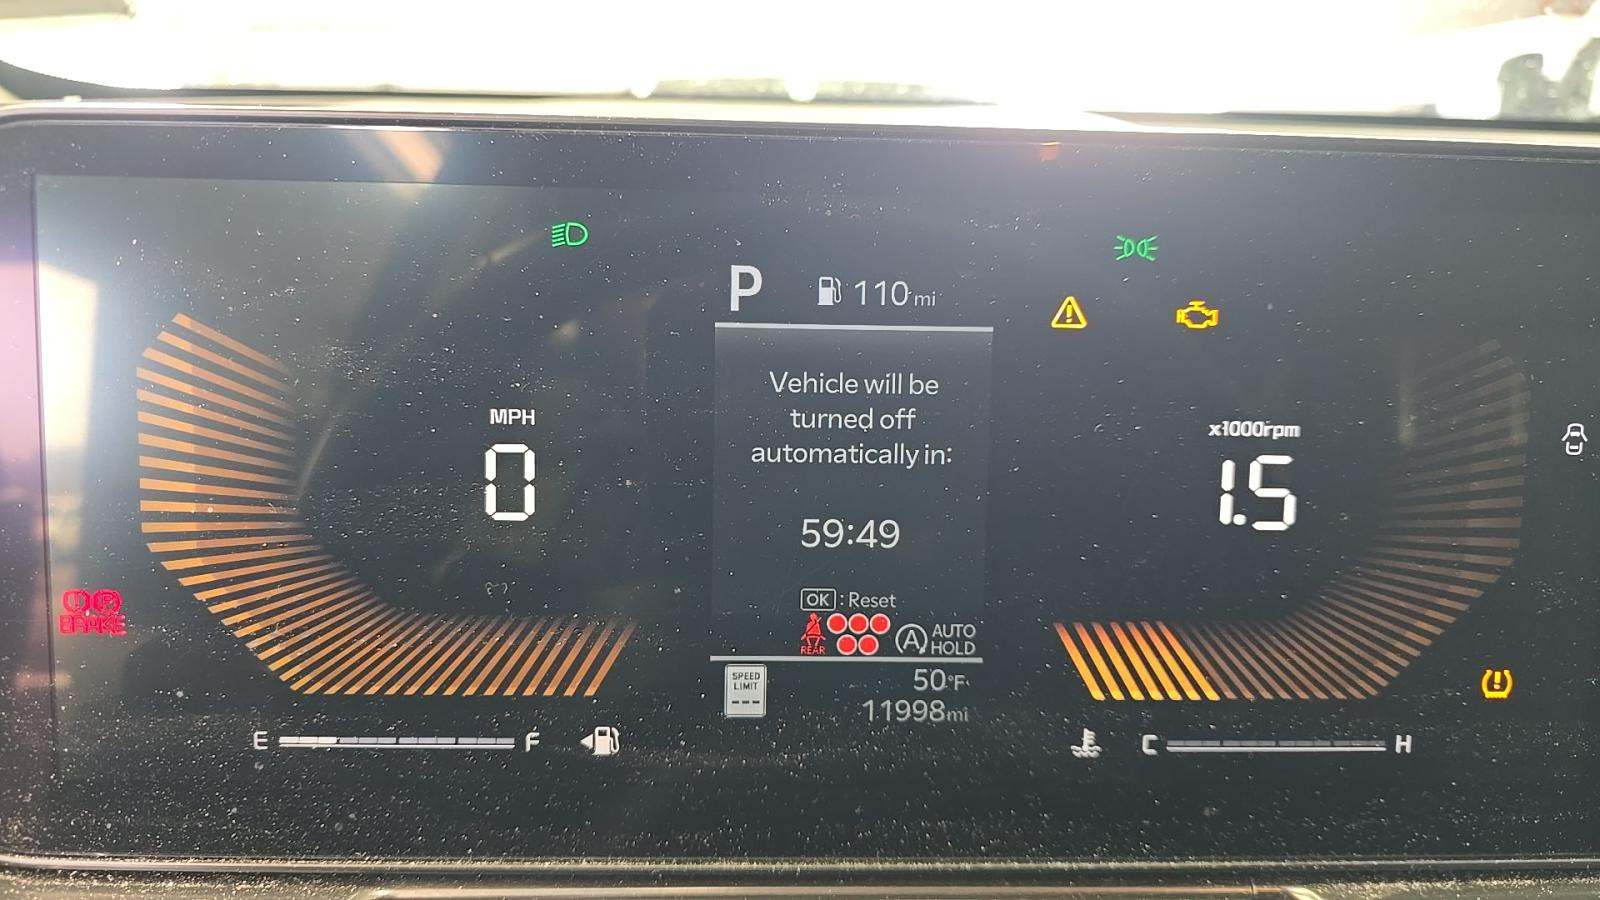 P 110 mi
Vehicle will be
turned off
automatically in:
MPH
0
x1000rpm
1.5
59:49
OK : Reset
BRAKE
REAR
A AUTO
HOLD
SPEED
LIMIT
---
50°F
11998mi
E F
C H